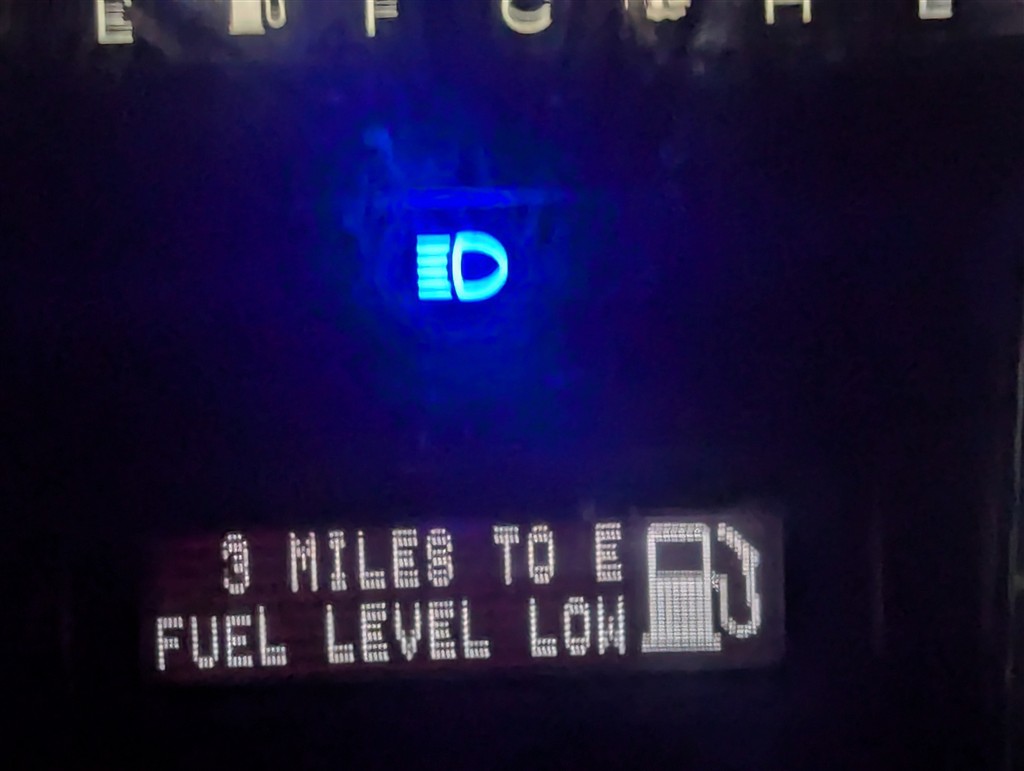 E F C H
3 MILES TO E
FUEL LEVEL LOW